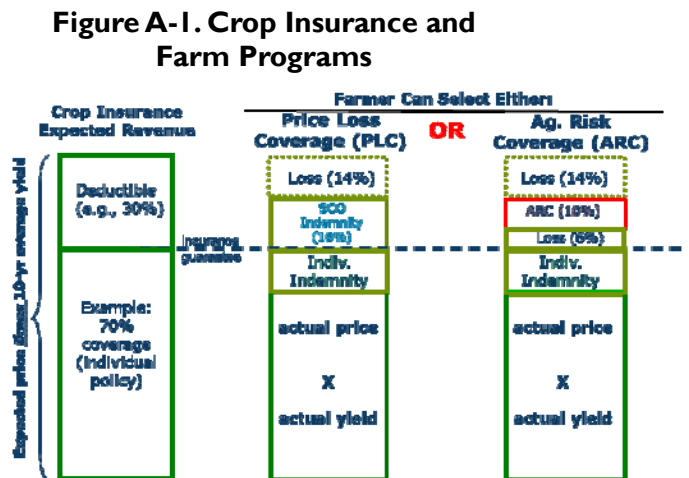 Figure A-1. Crop Insurance and
Farm Programs
Farmer Can Select Either:
Crop Insurance
Expected Revenue
Price Loss
Coverage (PLC)
OR
Ag. Risk
Coverage (ARC)
Expected price times 10-yr average yield
Deductible
(e.g., 30%)
Loss (14%)
SCO
Indemnity
(16%)
Loss (14%)
ARC (10%)
Loss (6%)
Insurance
guarantee
Indiv.
Indemnity
Indiv.
Indemnity
Example:
70%
coverage
(individual
policy)
actual price
X
actual yield
actual price
X
actual yield